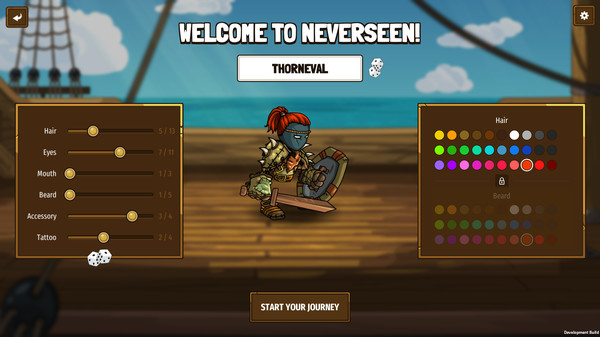 WELCOME TO NEVERSEEN!
THORNEVAL
Hair 5 / 13
Eyes 7 / 11
Mouth 1 / 3
Beard 1 / 5
Accessory 3 / 4
Tattoo 2 / 4
Hair
Beard
START YOUR JOURNEY
Development Build